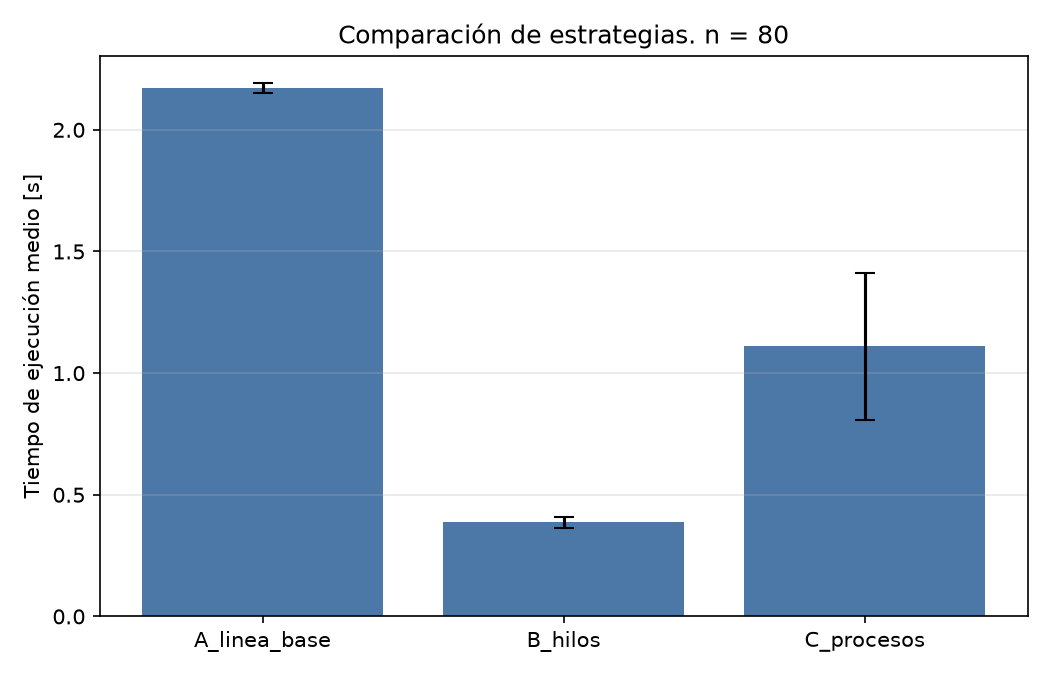 Comparación de estrategias. n = 80
Tiempo de ejecución medio [s]
2.0
1.5
1.0
0.5
0.0
A_linea_base
B_hilos
C_procesos